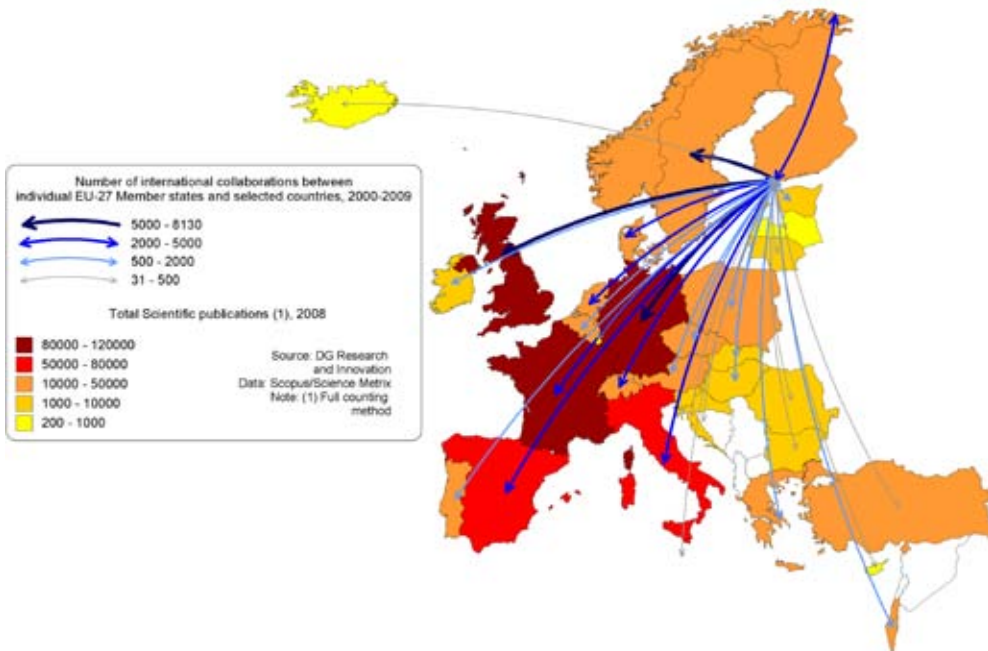 Number of international collaborations between
individual EU-27 Member states and selected countries, 2000-2009
5000 - 8130
2000 - 5000
500 - 2000
31 - 500
Total Scientific publications (1), 2008
80000 - 120000
50000 - 80000
10000 - 50000
1000 - 10000
200 - 1000
Source: DG Research
and Innovation
Data: Scopus/Science Metrix
Note: (1) Full counting
method